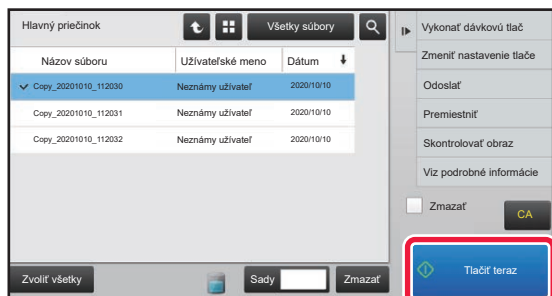 Hlavný priečinok
Všetky súbory
Názov súboru Užívateľské meno Dátum
Copy_20201010_112030 Neznámy užívateľ 2020/10/10
Copy_20201010_112031 Neznámy užívateľ 2020/10/10
Copy_20201010_112032 Neznámy užívateľ 2020/10/10
Zvoliť všetky
Sady
Zmazať
Vykonať dávkovú tlač
Zmeniť nastavenie tlače
Odoslať
Premiestniť
Skontrolovať obraz
Viz podrobné informácie
Zmazať
CA
Tlačiť teraz